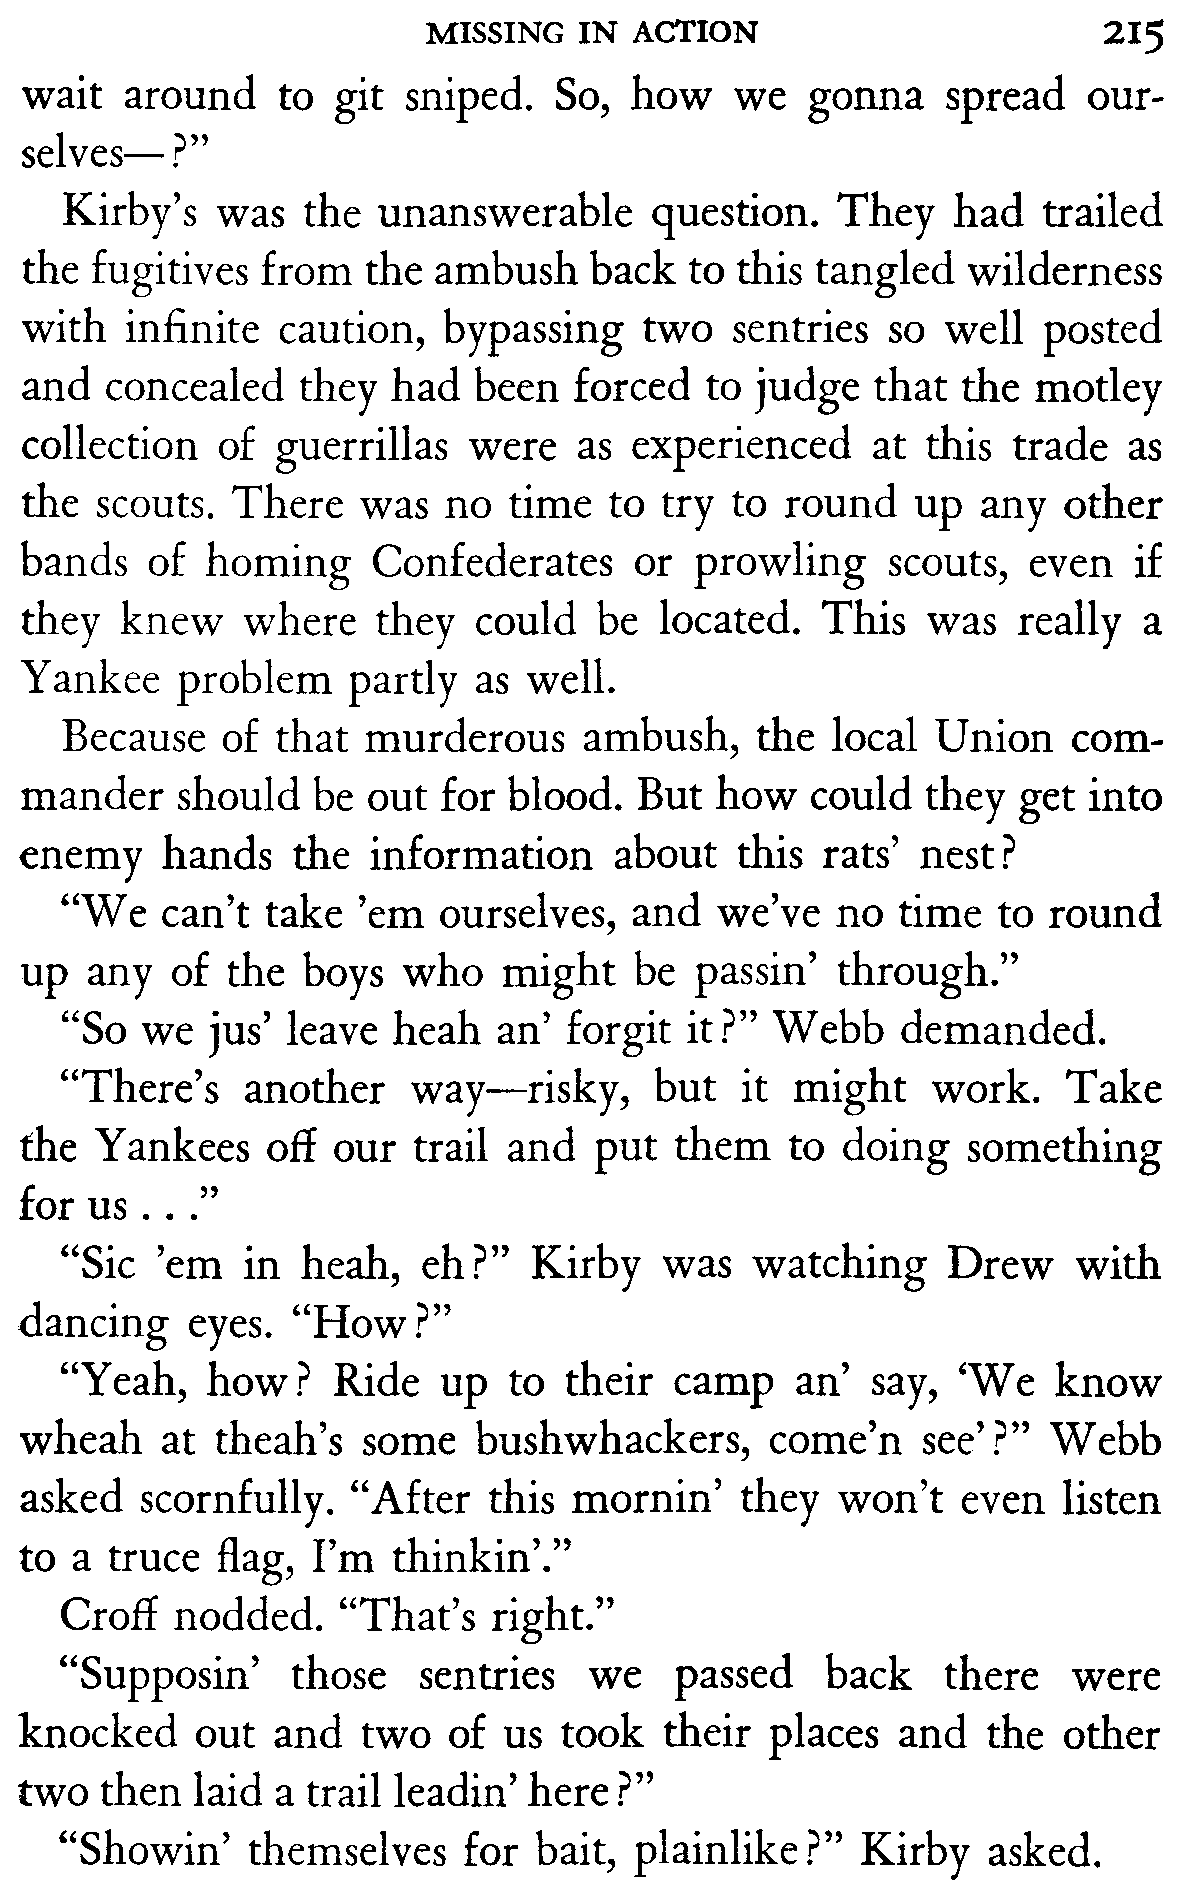 MISSING IN ACTION 215
wait around to git sniped. So, how we gonna spread our-
selves—?”
Kirby’s was the unanswerable question. They had trailed
the fugitives from the ambush back to this tangled wilderness
with infinite caution, bypassing two sentries so well posted
and concealed they had been forced to judge that the motley
collection of guerrillas were as experienced at this trade as
the scouts. There was no time to try to round up any other
bands of homing Confederates or prowling scouts, even if
they knew where they could be located. This was really a
Yankee problem partly as well.
Because of that murderous ambush, the local Union com-
mander should be out for blood. But how could they get into
enemy hands the information about this rats’ nest?
“We can’t take ’em ourselves, and we’ve no time to round
up any of the boys who might be passin’ through.”
“So we jus’ leave heah an’ forgit it?” Webb demanded.
“There’s another way—risky, but it might work. Take
the Yankees off our trail and put them to doing something
for us . . .”
“Sic ’em in heah, eh?” Kirby was watching Drew with
dancing eyes. “How?”
“Yeah, how? Ride up to their camp an’ say, ‘We know
wheah at theah’s some bushwhackers, come’n see’?” Webb
asked scornfully. “After this mornin’ they won’t even listen
to a truce flag, I’m thinkin’.”
Croff nodded. “That’s right.”
“Supposin’ those sentries we passed back there were
knocked out and two of us took their places and the other
two then laid a trail leadin’ here?”
“Showin’ themselves for bait, plainlike?” Kirby asked.